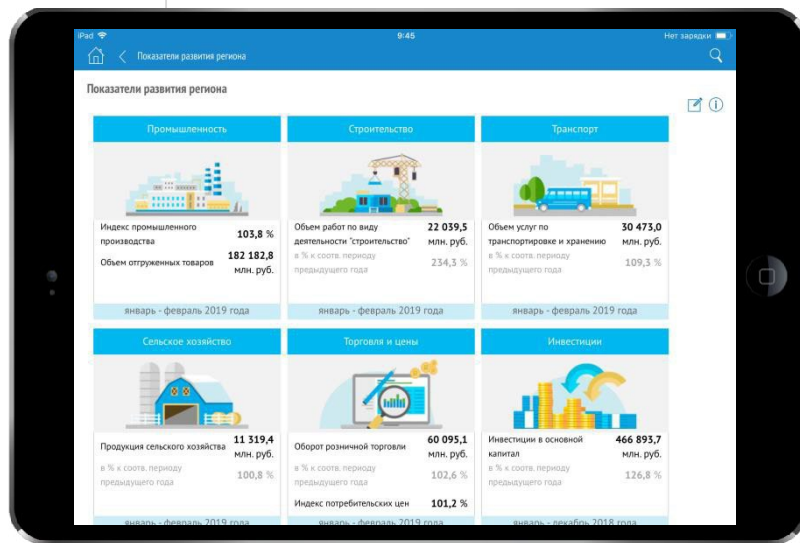 iPad 9:45 Нет зарядки
Показатели развития региона
Показатели развития региона
Промышленность
Индекс промышленного
производства
103,8 %
Объем отгруженных товаров
182 182,8
млн. руб.
январь - февраль 2019 года
Строительство
Объем работ по виду
деятельности "строительство"
22 039,5
млн. руб.
в % к соотв. периоду
предыдущего года
234,3 %
январь - февраль 2019 года
Транспорт
Объем услуг по
транспортировке и хранению
30 473,0
млн. руб.
в % к соотв. периоду
предыдущего года
109,3 %
январь - февраль 2019 года
Сельское хозяйство
Продукция сельского хозяйства
11 319,4
млн. руб.
в % к соотв. периоду
предыдущего года
100,8 %
январь - февраль 2019 года
Торговля и цены
Оборот розничной торговли
60 095,1
млн. руб.
в % к соотв. периоду
предыдущего года
102,6 %
Индекс потребительских цен
101,2 %
январь - февраль 2019 года
Инвестиции
Инвестиции в основной
капитал
466 893,7
млн. руб.
в % к соотв. периоду
предыдущего года
126,8 %
январь - декабрь 2018 года